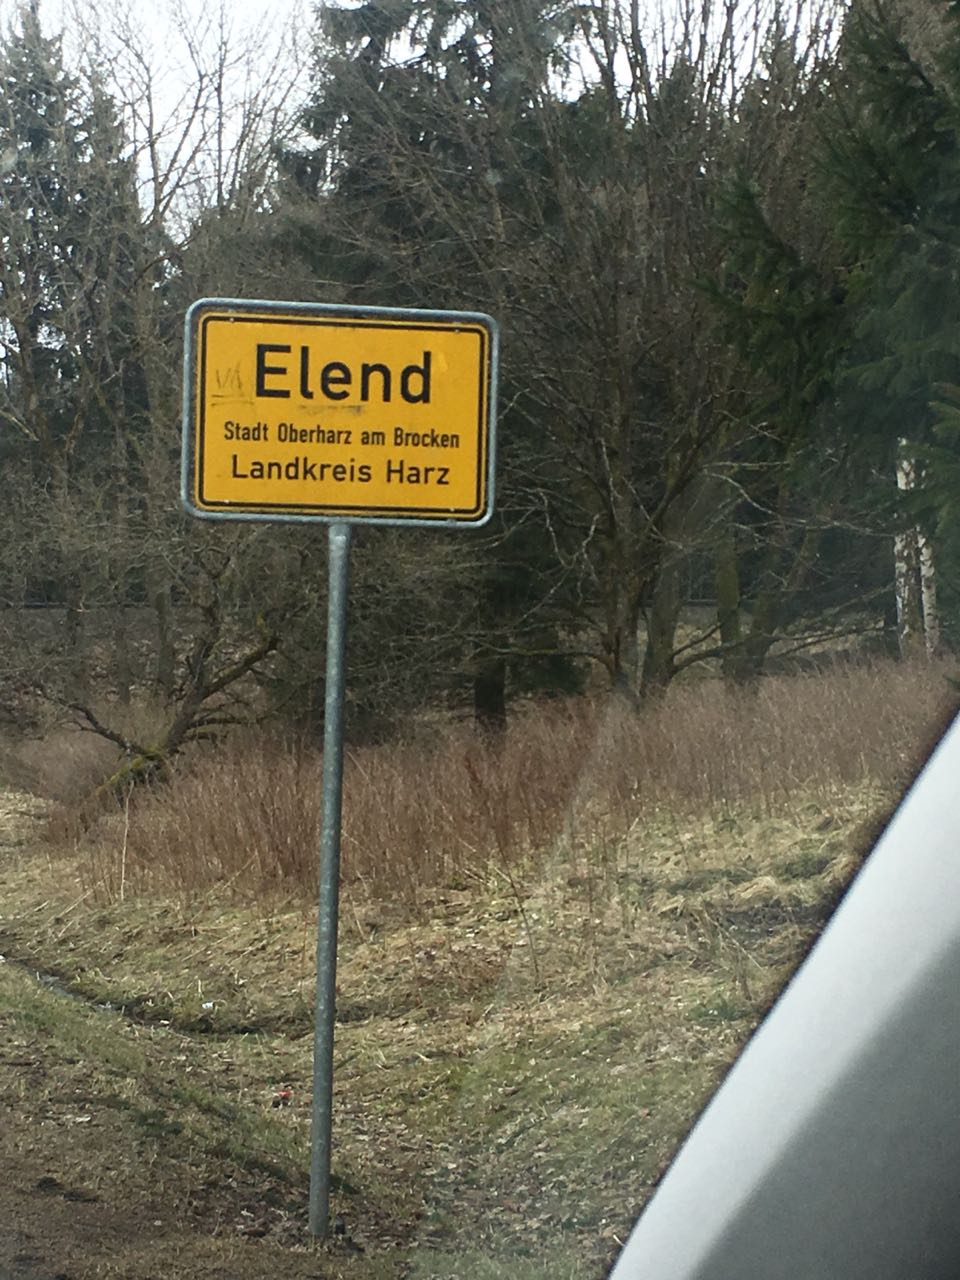 Elend
Stadt Oberharz am Brocken
Landkreis Harz